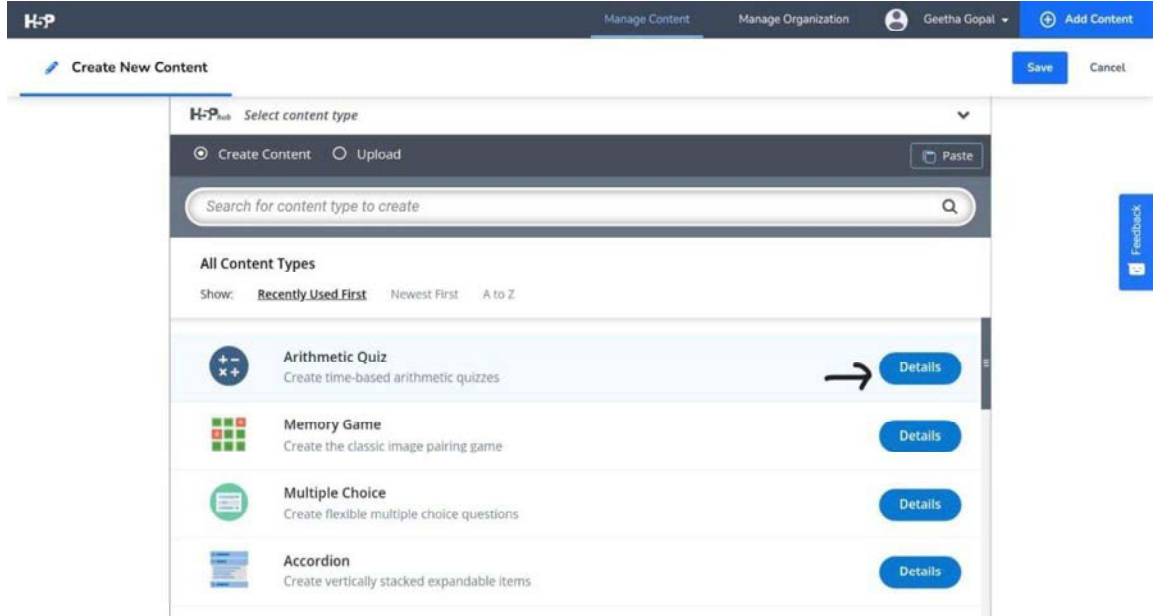 H5P
Manage Content
Manage Organization
Geetha Gopal
Add Content
Create New Content
Save
Cancel
H5Phub Select content type
Create Content
Upload
Paste
Search for content type to create
Feedback
All Content Types
Show: Recently Used First Newest First A to Z
Arithmetic Quiz
Create time-based arithmetic quizzes
Details
Memory Game
Create the classic image pairing game
Details
Multiple Choice
Create flexible multiple choice questions
Details
Accordion
Create vertically stacked expandable items
Details